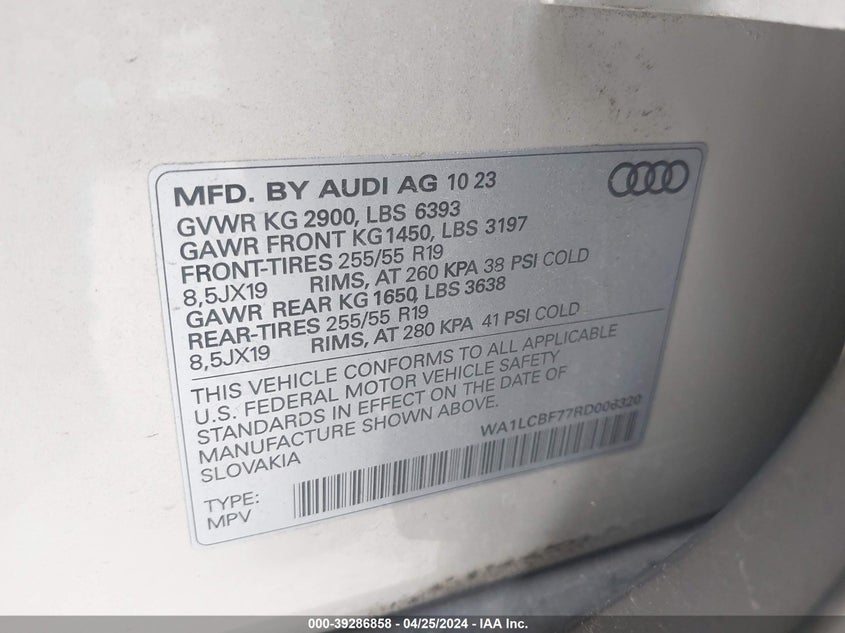 MFD. BY AUDI AG 10 23
GVWR KG 2900, LBS 6393
GAWR FRONT KG1450, LBS 3197
FRONT-TIRES 255/55 R19
8,5JX19 RIMS, AT 260 KPA 38 PSI COLD
GAWR REAR KG 1650, LBS 3638
REAR-TIRES 255/55 R19
8,5JX19 RIMS, AT 280 KPA 41 PSI COLD
THIS VEHICLE CONFORMS TO ALL APPLICABLE
U.S. FEDERAL MOTOR VEHICLE SAFETY
STANDARDS IN EFFECT ON THE DATE OF
MANUFACTURE SHOWN ABOVE.
SLOVAKIA
WA1LCBF77RD006320
TYPE:
MPV
000-39286858 - 04/25/2024 - IAA Inc.